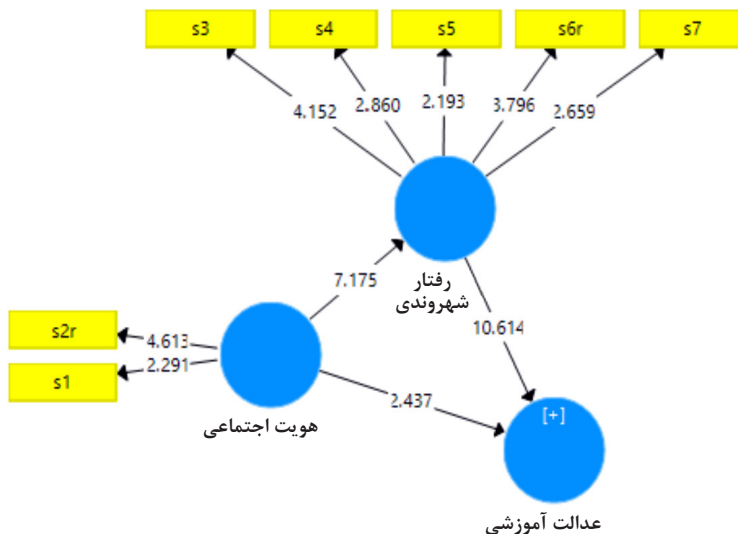 s3
s4
s5
s6r
s7
4.152
2.860
2.193
3.796
2.659
رفتار
شهروندی
7.175
10.614
s2r
4.613
s1
2.291
2.437
هویت اجتماعی
[+]
عدالت آموزشی